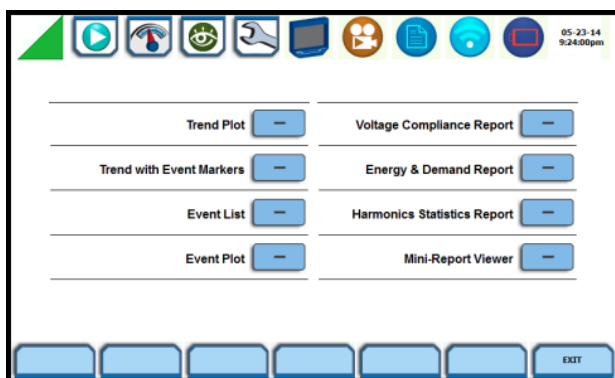 05-23-14
9:24:00pm
Trend Plot
Voltage Compliance Report
Trend with Event Markers
Energy & Demand Report
Event List
Harmonics Statistics Report
Event Plot
Mini-Report Viewer
EXIT